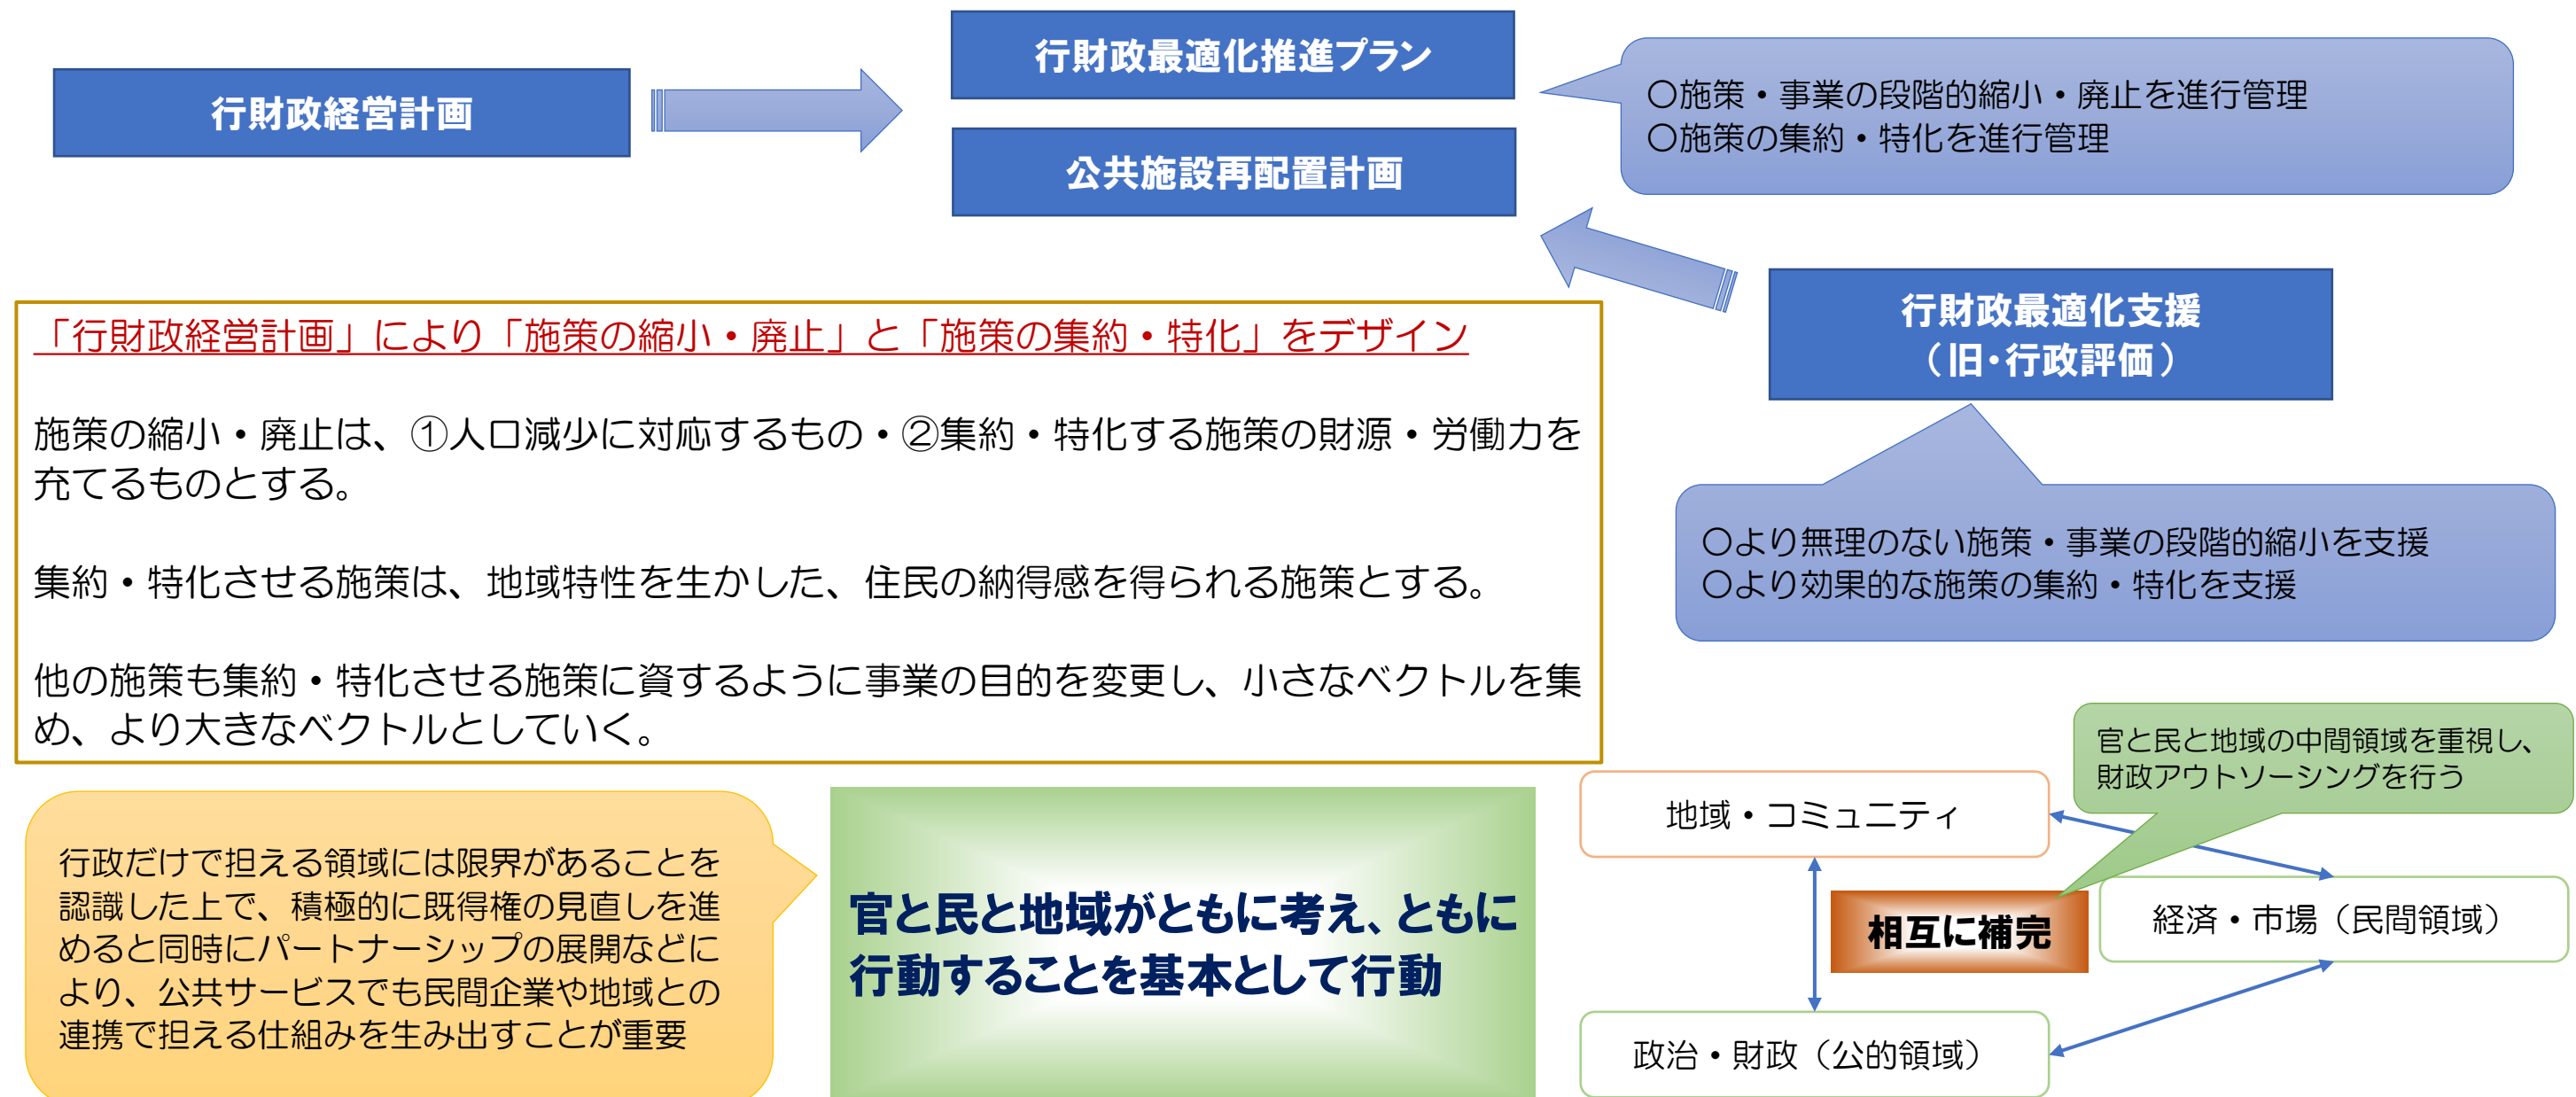 行財政経営計画
行財政最適化推進プラン
公共施設再配置計画
〇施策・事業の段階的縮小・廃止を進行管理
〇施策の集約・特化を進行管理
行財政最適化支援
（旧・行政評価）
〇より無理のない施策・事業の段階的縮小を支援
〇より効果的な施策の集約・特化を支援
「行財政経営計画」により「施策の縮小・廃止」と「施策の集約・特化」をデザイン
施策の縮小・廃止は、①人口減少に対応するもの・②集約・特化する施策の財源・労働力を
充てるものとする。
集約・特化させる施策は、地域特性を生かした、住民の納得感を得られる施策とする。
他の施策も集約・特化させる施策に資するように事業の目的を変更し、小さなベクトルを集
め、より大きなベクトルとしていく。
行政だけで担える領域には限界があることを
認識した上で、積極的に既得権の見直しを進
めると同時にパートナーシップの展開などに
より、公共サービスでも民間企業や地域との
連携で担える仕組みを生み出すことが重要
官と民と地域がともに考え、ともに
行動することを基本として行動
官と民と地域の中間領域を重視し、
財政アウトソーシングを行う
地域・コミュニティ
相互に補完
経済・市場（民間領域）
政治・財政（公的領域）